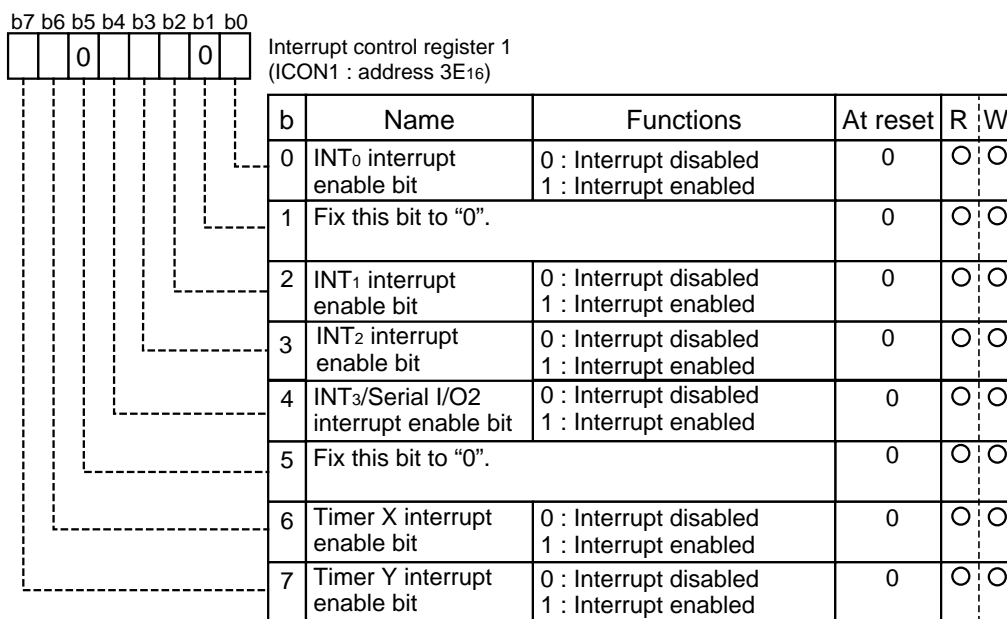 b7 b6 b5 b4 b3 b2 b1 b0
0 0
Interrupt control register 1
(ICON1 : address 3E16)
b Name Functions At reset R W
0 INT0 interrupt enable bit 0 : Interrupt disabled 1 : Interrupt enabled 0 O O
1 Fix this bit to “0”. 0 O O
2 INT1 interrupt enable bit 0 : Interrupt disabled 1 : Interrupt enabled 0 O O
3 INT2 interrupt enable bit 0 : Interrupt disabled 1 : Interrupt enabled 0 O O
4 INT3/Serial I/O2 interrupt enable bit 0 : Interrupt disabled 1 : Interrupt enabled 0 O O
5 Fix this bit to “0”. 0 O O
6 Timer X interrupt enable bit 0 : Interrupt disabled 1 : Interrupt enabled 0 O O
7 Timer Y interrupt enable bit 0 : Interrupt disabled 1 : Interrupt enabled 0 O O